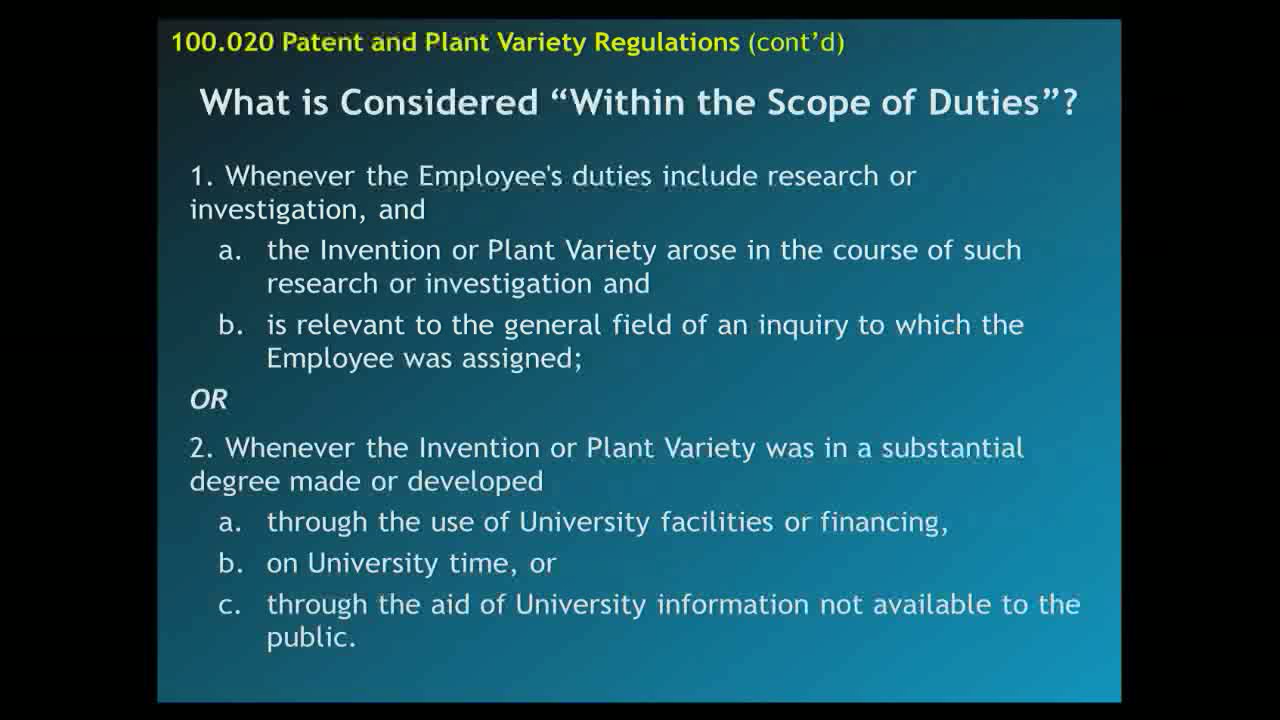 100.020 Patent and Plant Variety Regulations (cont’d)
What is Considered “Within the Scope of Duties”?
1. Whenever the Employee's duties include research or
investigation, and
a. the Invention or Plant Variety arose in the course of such
research or investigation and
b. is relevant to the general field of an inquiry to which the
Employee was assigned;
OR
2. Whenever the Invention or Plant Variety was in a substantial
degree made or developed
a. through the use of University facilities or financing,
b. on University time, or
c. through the aid of University information not available to the
public.